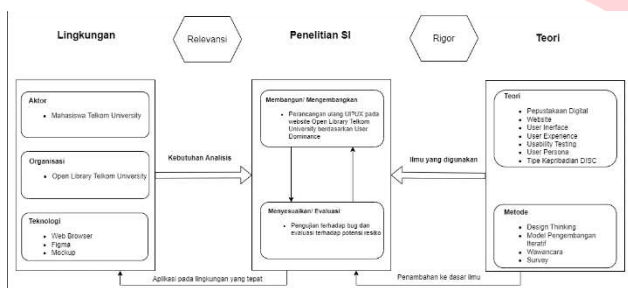 Lingkungan
Relevansi
Penelitian SI
Rigor
Teori
Aktor
Mahasiswa Telkom University
Organisasi
Open Library Telkom University
Teknologi
Web Browser
Figma
Mockup
Kebutuhan Analisis
Membangun/ Mengembangkan
Perancangan ulang UI/UX pada
website Open Library Telkom
University berdasarkan User
Dominance
Menyesuaikan/ Evaluasi
Pengujian terhadap bug dan
evaluasi terhadap potensi resiko
Ilmu yang digunakan
Teori
Pepustakaan Digital
Website
User Inerface
User Experience
Usability Testing
User Persona
Tipe Kepribadian DISC
Metode
Design Thinking
Model Pengembangan
Iteratif
Wawancara
Survey
Aplikasi pada lingkungan yang tepat
Penambahan ke dasar ilmu